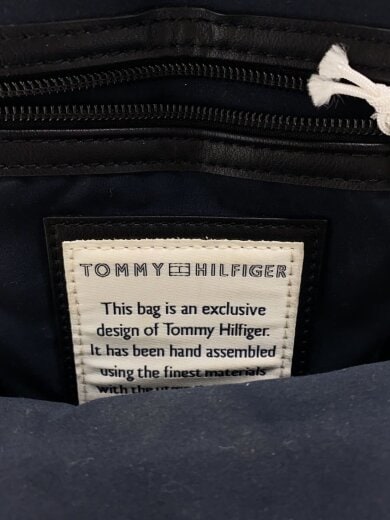 TOMMY HILFIGER
This bag is an exclusive
design of Tommy Hilfiger.
It has been hand assembled
using the finest materials
with the